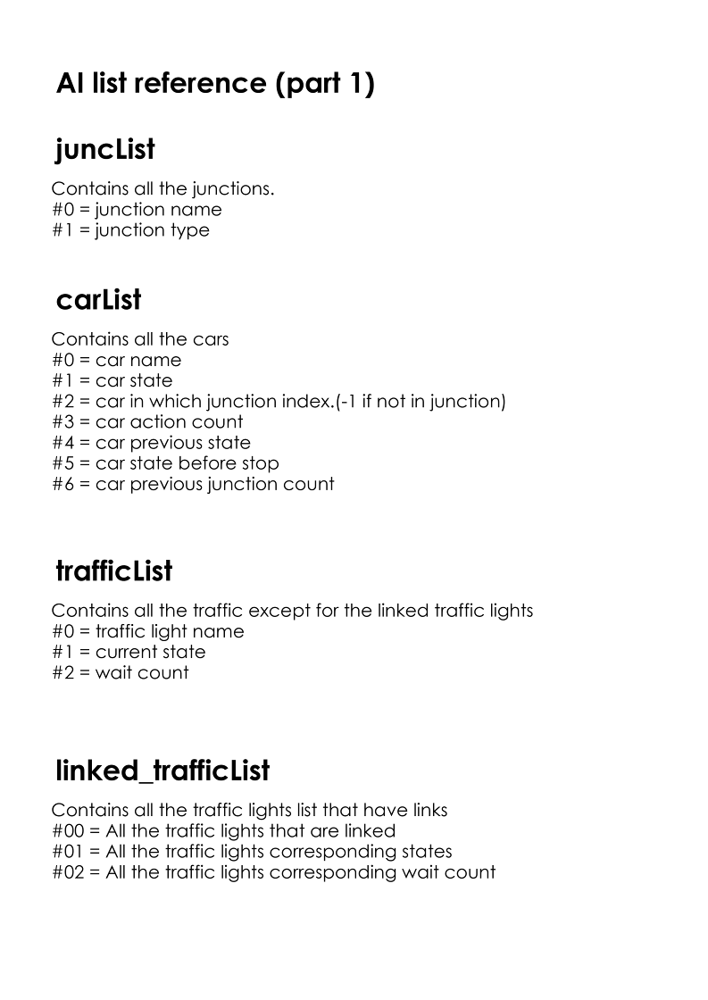 AI list reference (part 1)
juncList
Contains all the junctions.
#0 = junction name
#1 = junction type
carList
Contains all the cars
#0 = car name
#1 = car state
#2 = car in which junction index.(-1 if not in junction)
#3 = car action count
#4 = car previous state
#5 = car state before stop
#6 = car previous junction count
trafficList
Contains all the traffic except for the linked traffic lights
#0 = traffic light name
#1 = current state
#2 = wait count
linked_trafficList
Contains all the traffic lights list that have links
#00 = All the traffic lights that are linked
#01 = All the traffic lights corresponding states
#02 = All the traffic lights corresponding wait count